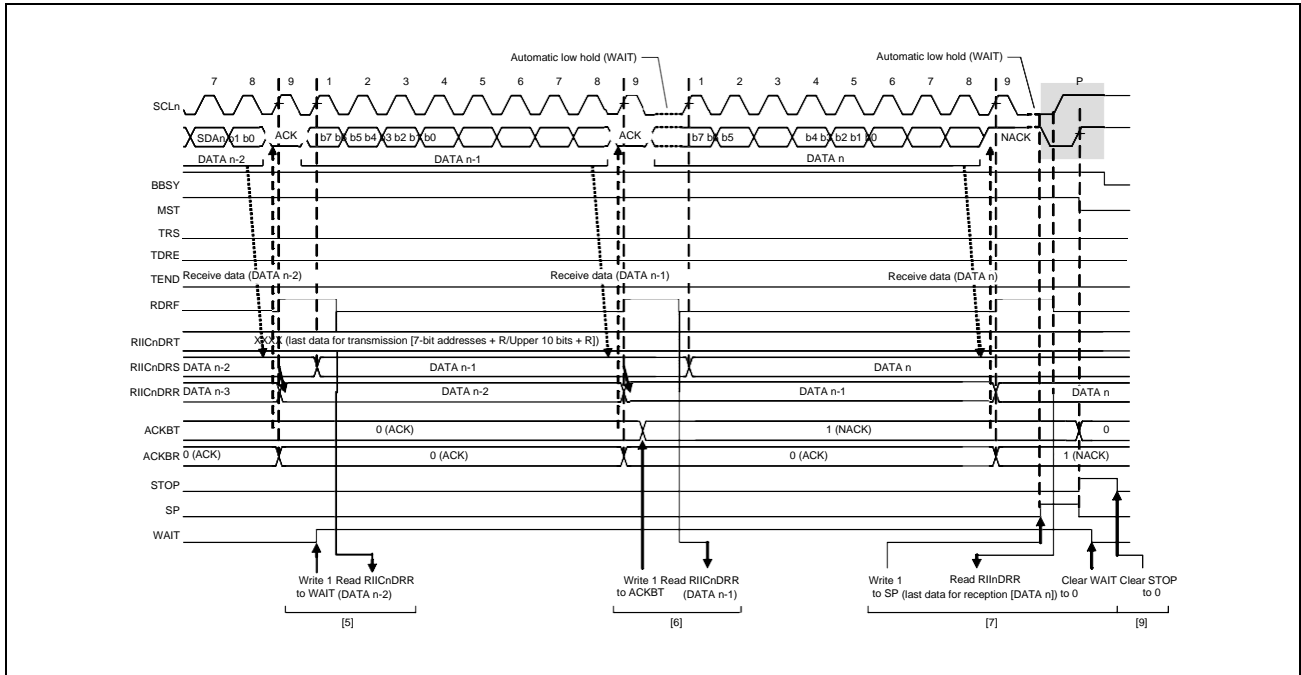 Automatic low hold (WAIT) Automatic low hold (WAIT)
7 8 9 1 2 3 4 5 6 7 8 9 1 2 3 4 5 6 7 8 9 P
SCLn
SDAn b1 b0 ACK b7 b6 b5 b4 b3 b2 b1 b0 ACK b7 b6 b5 b4 b3 b2 b1 b0 NACK
DATA n-2 DATA n-1 DATA n
BBSY
MST
TRS
TDRE
TEND
Receive data (DATA n-2) Receive data (DATA n-1) Receive data (DATA n)
RDRF
RIICnDRT XXXX (last data for transmission [7-bit addresses + R/Upper 10 bits + R])
RIICnDRS DATA n-2 DATA n-1 DATA n
RIICnDRR DATA n-3 DATA n-2 DATA n-1 DATA n
ACKBT 0 (ACK) 1 (NACK) 0
ACKBR 0 (ACK) 0 (ACK) 0 (ACK) 1 (NACK)
STOP
SP
WAIT
Write 1 Read RIICnDRR Write 1 Read RIICnDRR Write 1 Read RIInDRR Clear WAIT Clear STOP
to WAIT (DATA n-2) to ACKBT (DATA n-1) to SP (last data for reception [DATA n]) to 0 to 0
[5] [6] [7] [9]